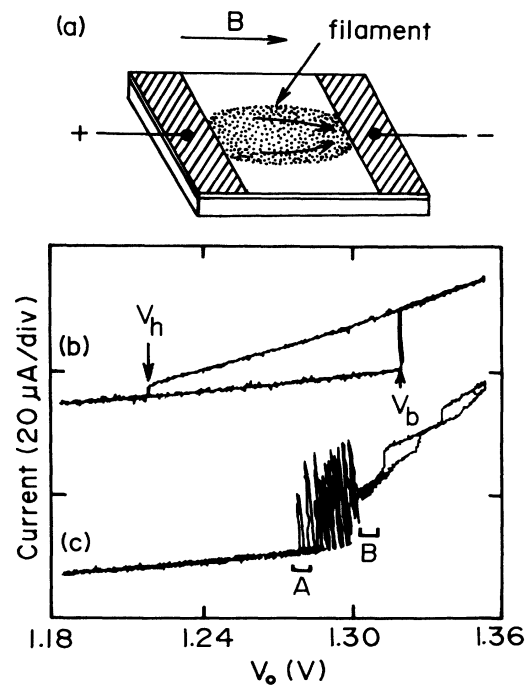 (a)
B
filament
+
−
Current (20 μA/div)
V_h
(b)
V_b
(c)
A
B
1.18
1.24
1.30
1.36
V_o (V)